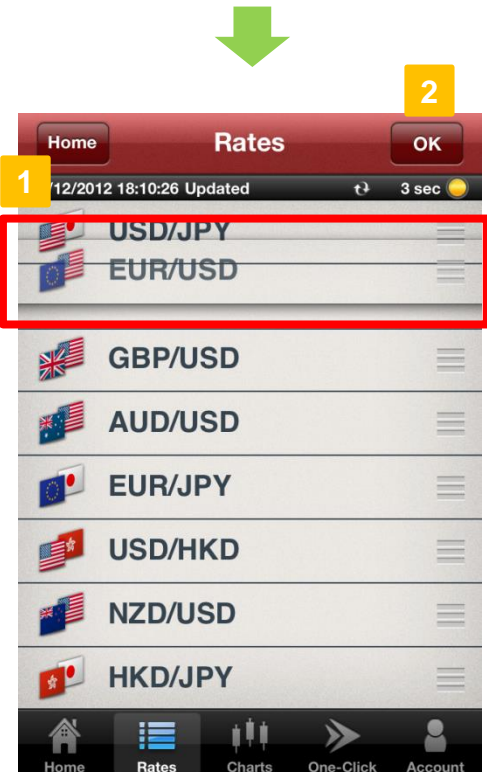 2
Home Rates OK
1
/12/2012 18:10:26 Updated 3 sec
USD/JPY
EUR/USD
GBP/USD
AUD/USD
EUR/JPY
USD/HKD
NZD/USD
HKD/JPY
Home Rates Charts One-Click Account